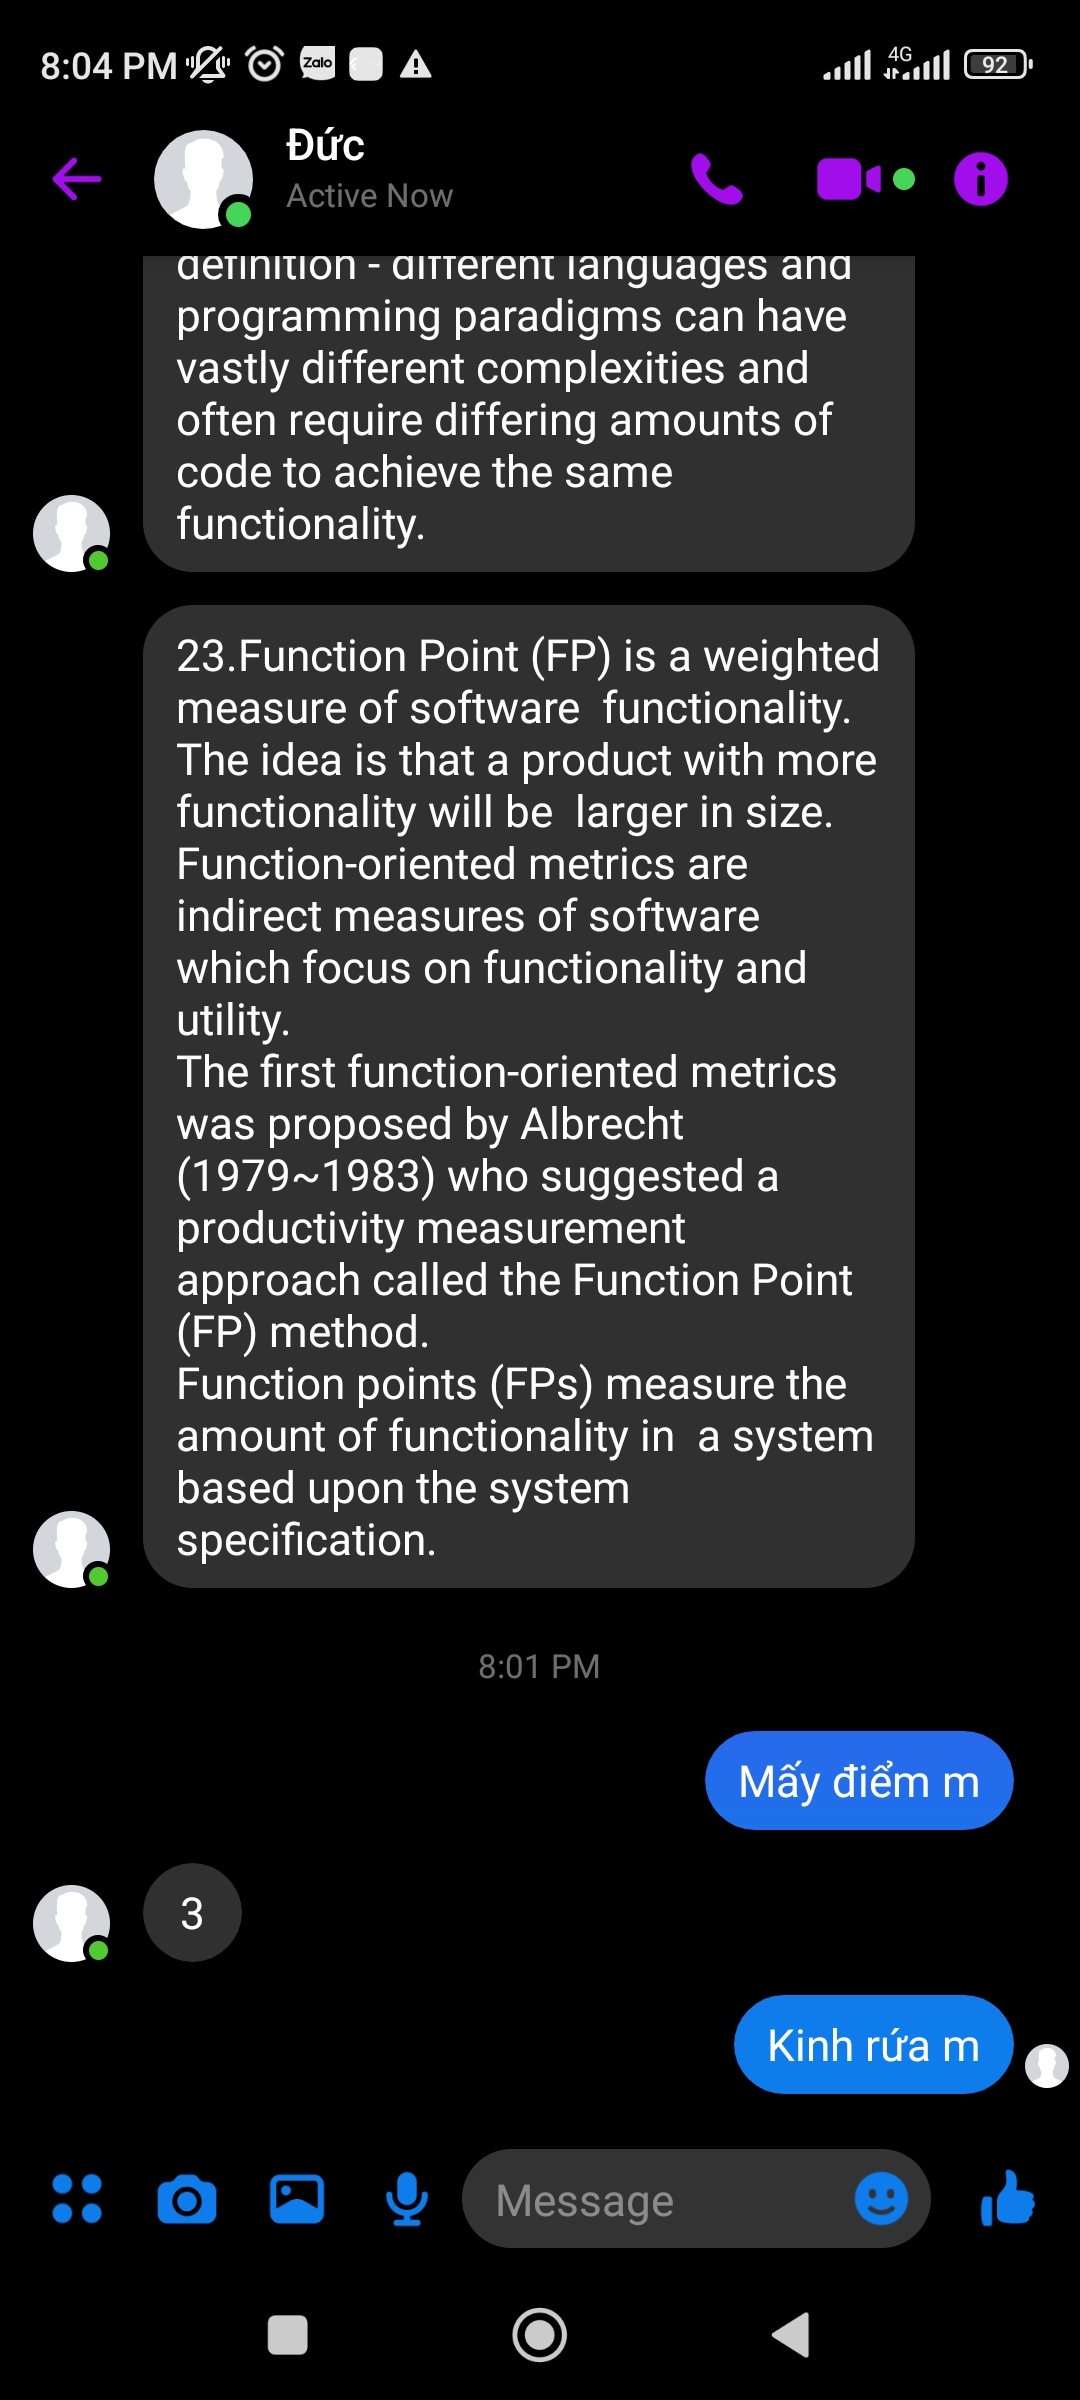 8:04 PM
Zalo
4G
92
Đức
Active Now
definition - different languages and
programming paradigms can have
vastly different complexities and
often require differing amounts of
code to achieve the same
functionality.
23.Function Point (FP) is a weighted
measure of software  functionality.
The idea is that a product with more
functionality will be  larger in size.
Function-oriented metrics are
indirect measures of software
which focus on functionality and
utility.
The first function-oriented metrics
was proposed by Albrecht
(1979~1983) who suggested a
productivity measurement
approach called the Function Point
(FP) method.
Function points (FPs) measure the
amount of functionality in  a system
based upon the system
specification.
8:01 PM
Mấy điểm m
3
Kinh rứa m
Message